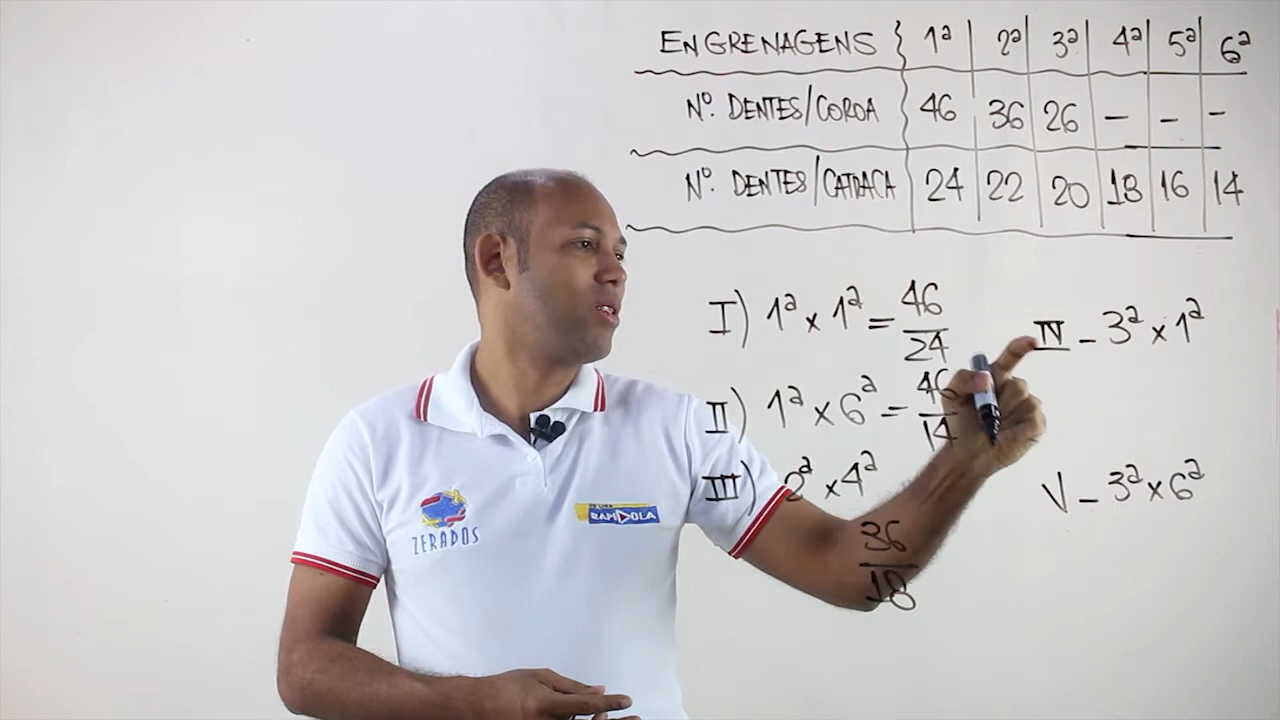 ENGRENAGENS 1ª 2ª 3ª 4ª 5ª 6ª
Nº. DENTES/COROA 46 36 26 - - -
Nº. DENTES/CATRACA 24 22 20 18 16 14
I) 1ª x 1ª = 46/24
IV - 3ª x 1ª
II) 1ª x 6ª = 46/14
III) 2ª x 4ª
V - 3ª x 6ª
36/18
ZERADOS
RAMPOLA